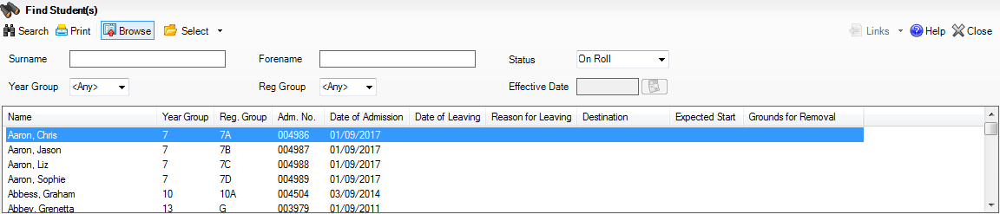 Find Student(s)
Search Print Browse Select Links Help Close
Surname Forename Status On Roll
Year Group <Any> Reg Group <Any> Effective Date
Name Year Group Reg. Group Adm. No. Date of Admission Date of Leaving Reason for Leaving Destination Expected Start Grounds for Removal
Aaron, Chris 7 7A 004986 01/09/2017
Aaron, Jason 7 7B 004987 01/09/2017
Aaron, Liz 7 7C 004988 01/09/2017
Aaron, Sophie 7 7D 004989 01/09/2017
Abbess, Graham 10 10A 004504 03/09/2014
Abbey, Grenetta 13 G 003979 01/09/2011